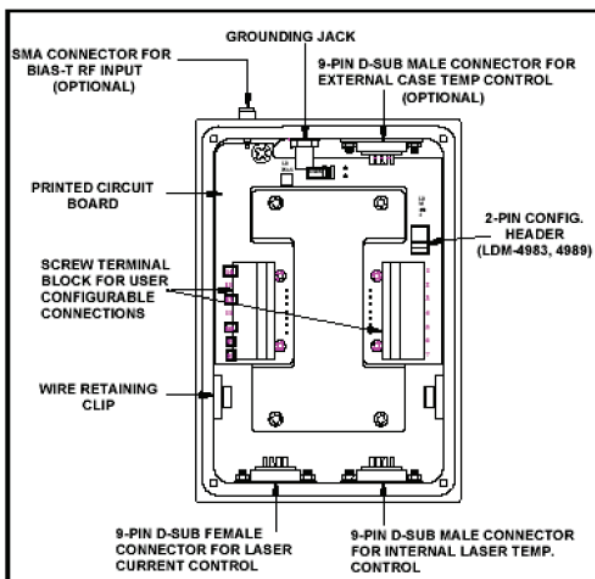 GROUNDING JACK
SMA CONNECTOR FOR
BIAS-T RF INPUT
(OPTIONAL)
9-PIN D-SUB MALE CONNECTOR FOR
EXTERNAL CASE TEMP CONTROL
(OPTIONAL)
PRINTED CIRCUIT
BOARD
2-PIN CONFIG.
HEADER
(LDM-4983, 4989)
SCREW TERMINAL
BLOCK FOR USER
CONFIGURABLE
CONNECTIONS
WIRE RETAINING
CLIP
9-PIN D-SUB FEMALE
CONNECTOR FOR LASER
CURRENT CONTROL
9-PIN D-SUB MALE CONNECTOR
FOR INTERNAL LASER TEMP.
CONTROL